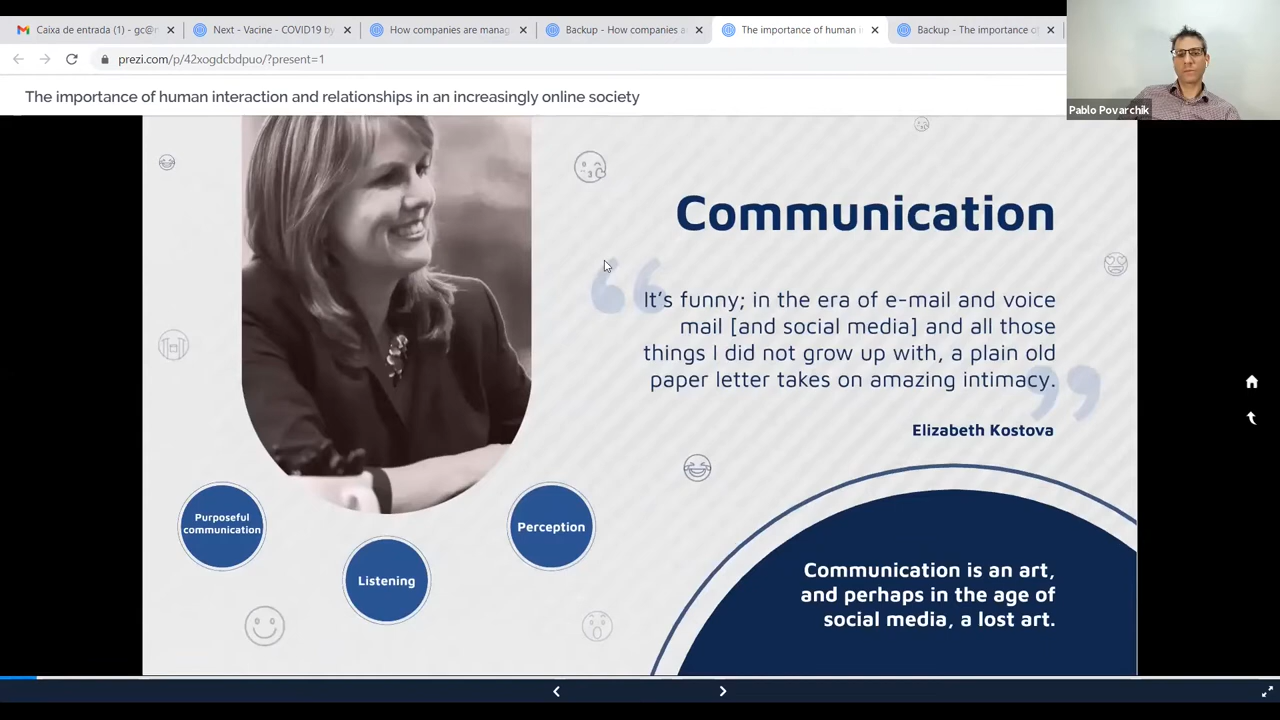 Caixa de entrada (1) - gc@r
Next - Vacine - COVID19 by
How companies are manag
Backup - How companies a
The importance of human i
Backup - The importance of
prezi.com/p/42xogdcbdpuo/?present=1
Pablo Povarchik
The importance of human interaction and relationships in an increasingly online society
Communication
“
It’s funny; in the era of e-mail and voice
mail [and social media] and all those
things I did not grow up with, a plain old
paper letter takes on amazing intimacy.
”
Elizabeth Kostova
Purposeful
communication
Listening
Perception
Communication is an art,
and perhaps in the age of
social media, a lost art.